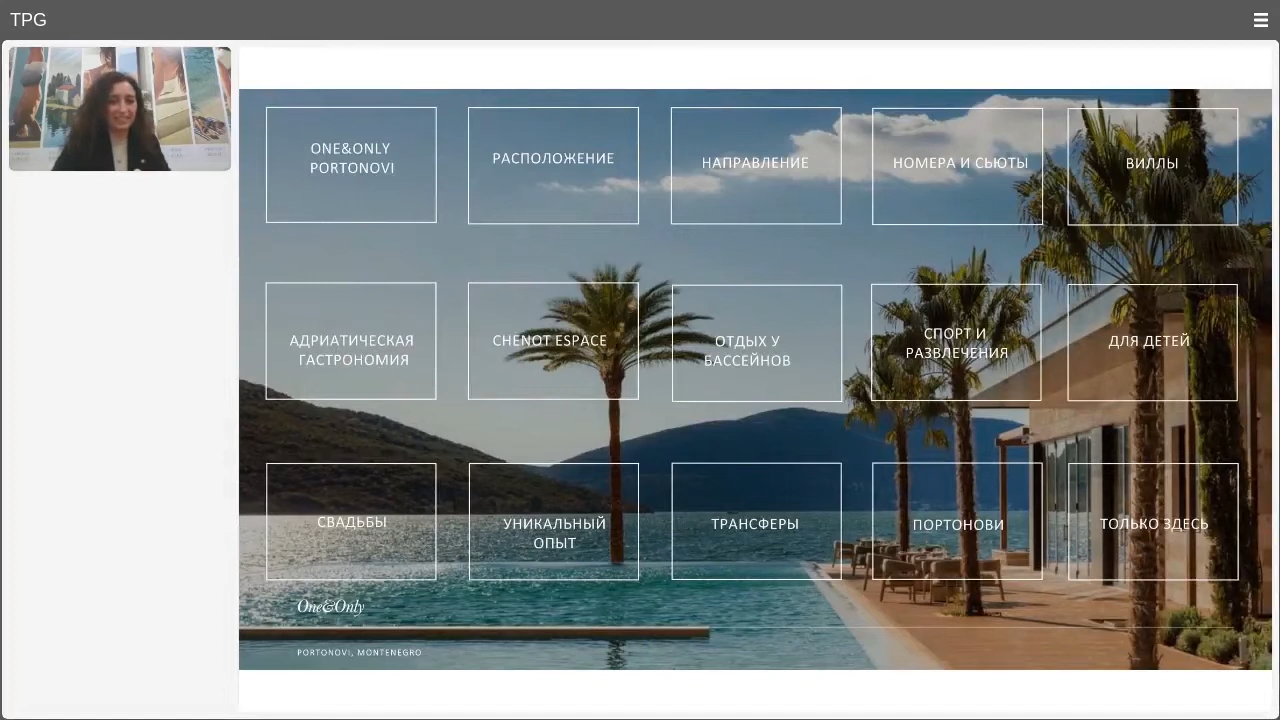 TPG
ONE&ONLY
PORTONOVI
РАСПОЛОЖЕНИЕ
НАПРАВЛЕНИЕ
НОМЕРА И СЬЮТЫ
ВИЛЛЫ
АДРИАТИЧЕСКАЯ
ГАСТРОНОМИЯ
CHENOT ESPACE
ОТДЫХ У
БАССЕЙНОВ
СПОРТ И
РАЗВЛЕЧЕНИЯ
ДЛЯ ДЕТЕЙ
СВАДЬБЫ
УНИКАЛЬНЫЙ
ОПЫТ
ТРАНСФЕРЫ
ПОРТОНОВИ
ТОЛЬКО ЗДЕСЬ
One&Only
PORTONOVI, MONTENEGRO